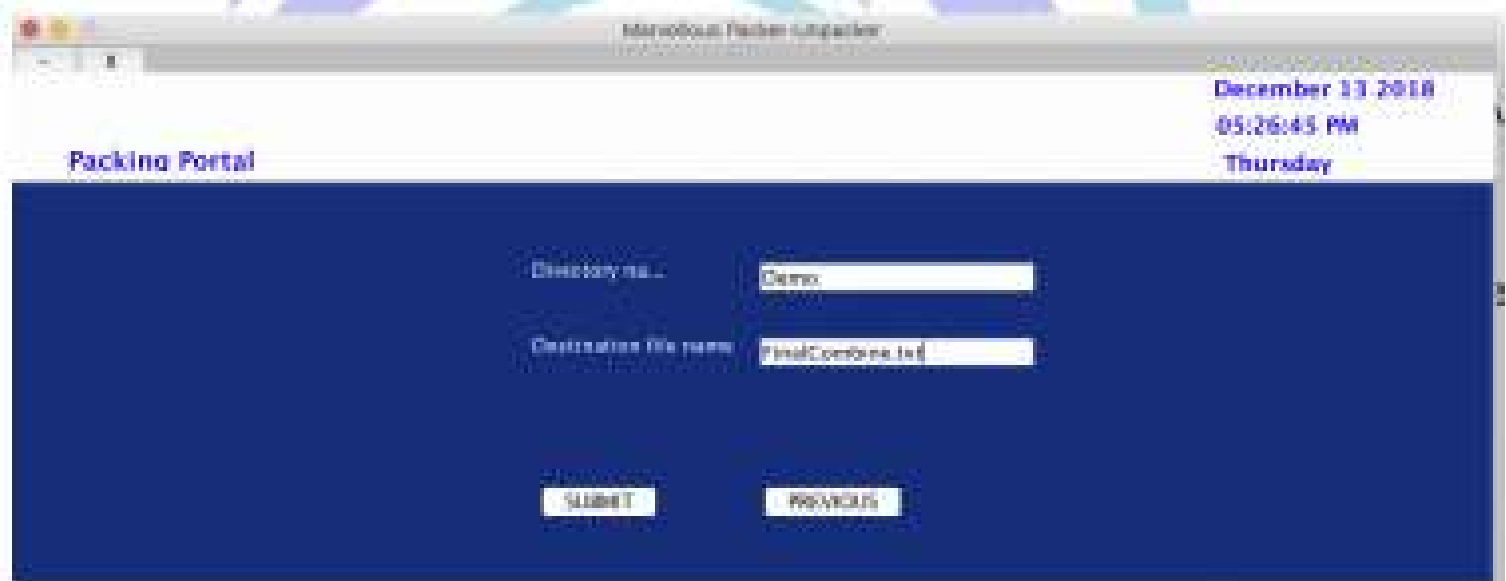 Marvellous Packer Unpacker
December 13 2018
05:26:45 PM
Thursday
Packing Portal
Directory na...
Demo
Destination file name
FinalCombine.txt
SUBMIT
PREVIOUS